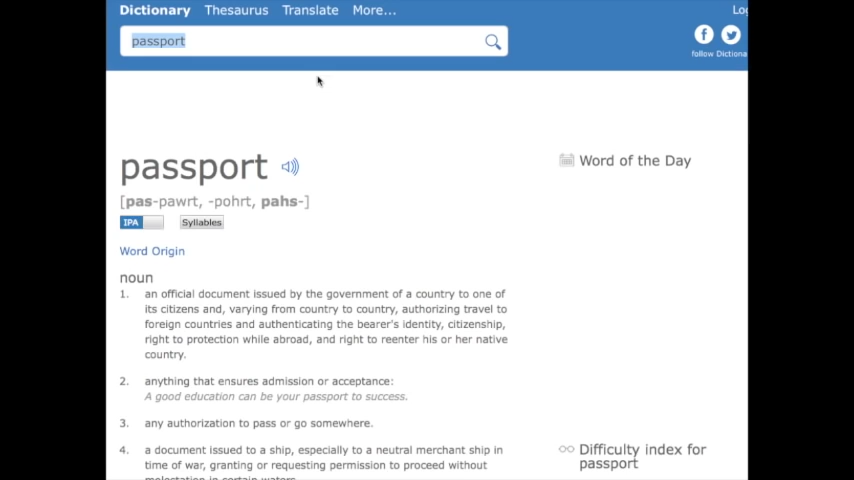 Dictionary Thesaurus Translate More...
Log
passport
follow Dictiona
passport
Word of the Day
[pas-pawrt, -pohrt, pahs-]
IPA Syllables
Word Origin
noun
1. an official document issued by the government of a country to one of
its citizens and, varying from country to country, authorizing travel to
foreign countries and authenticating the bearer's identity, citizenship,
right to protection while abroad, and right to reenter his or her native
country.
2. anything that ensures admission or acceptance:
A good education can be your passport to success.
3. any authorization to pass or go somewhere.
4. a document issued to a ship, especially to a neutral merchant ship in
time of war, granting or requesting permission to proceed without
molestation in certain waters.
Difficulty index for
passport